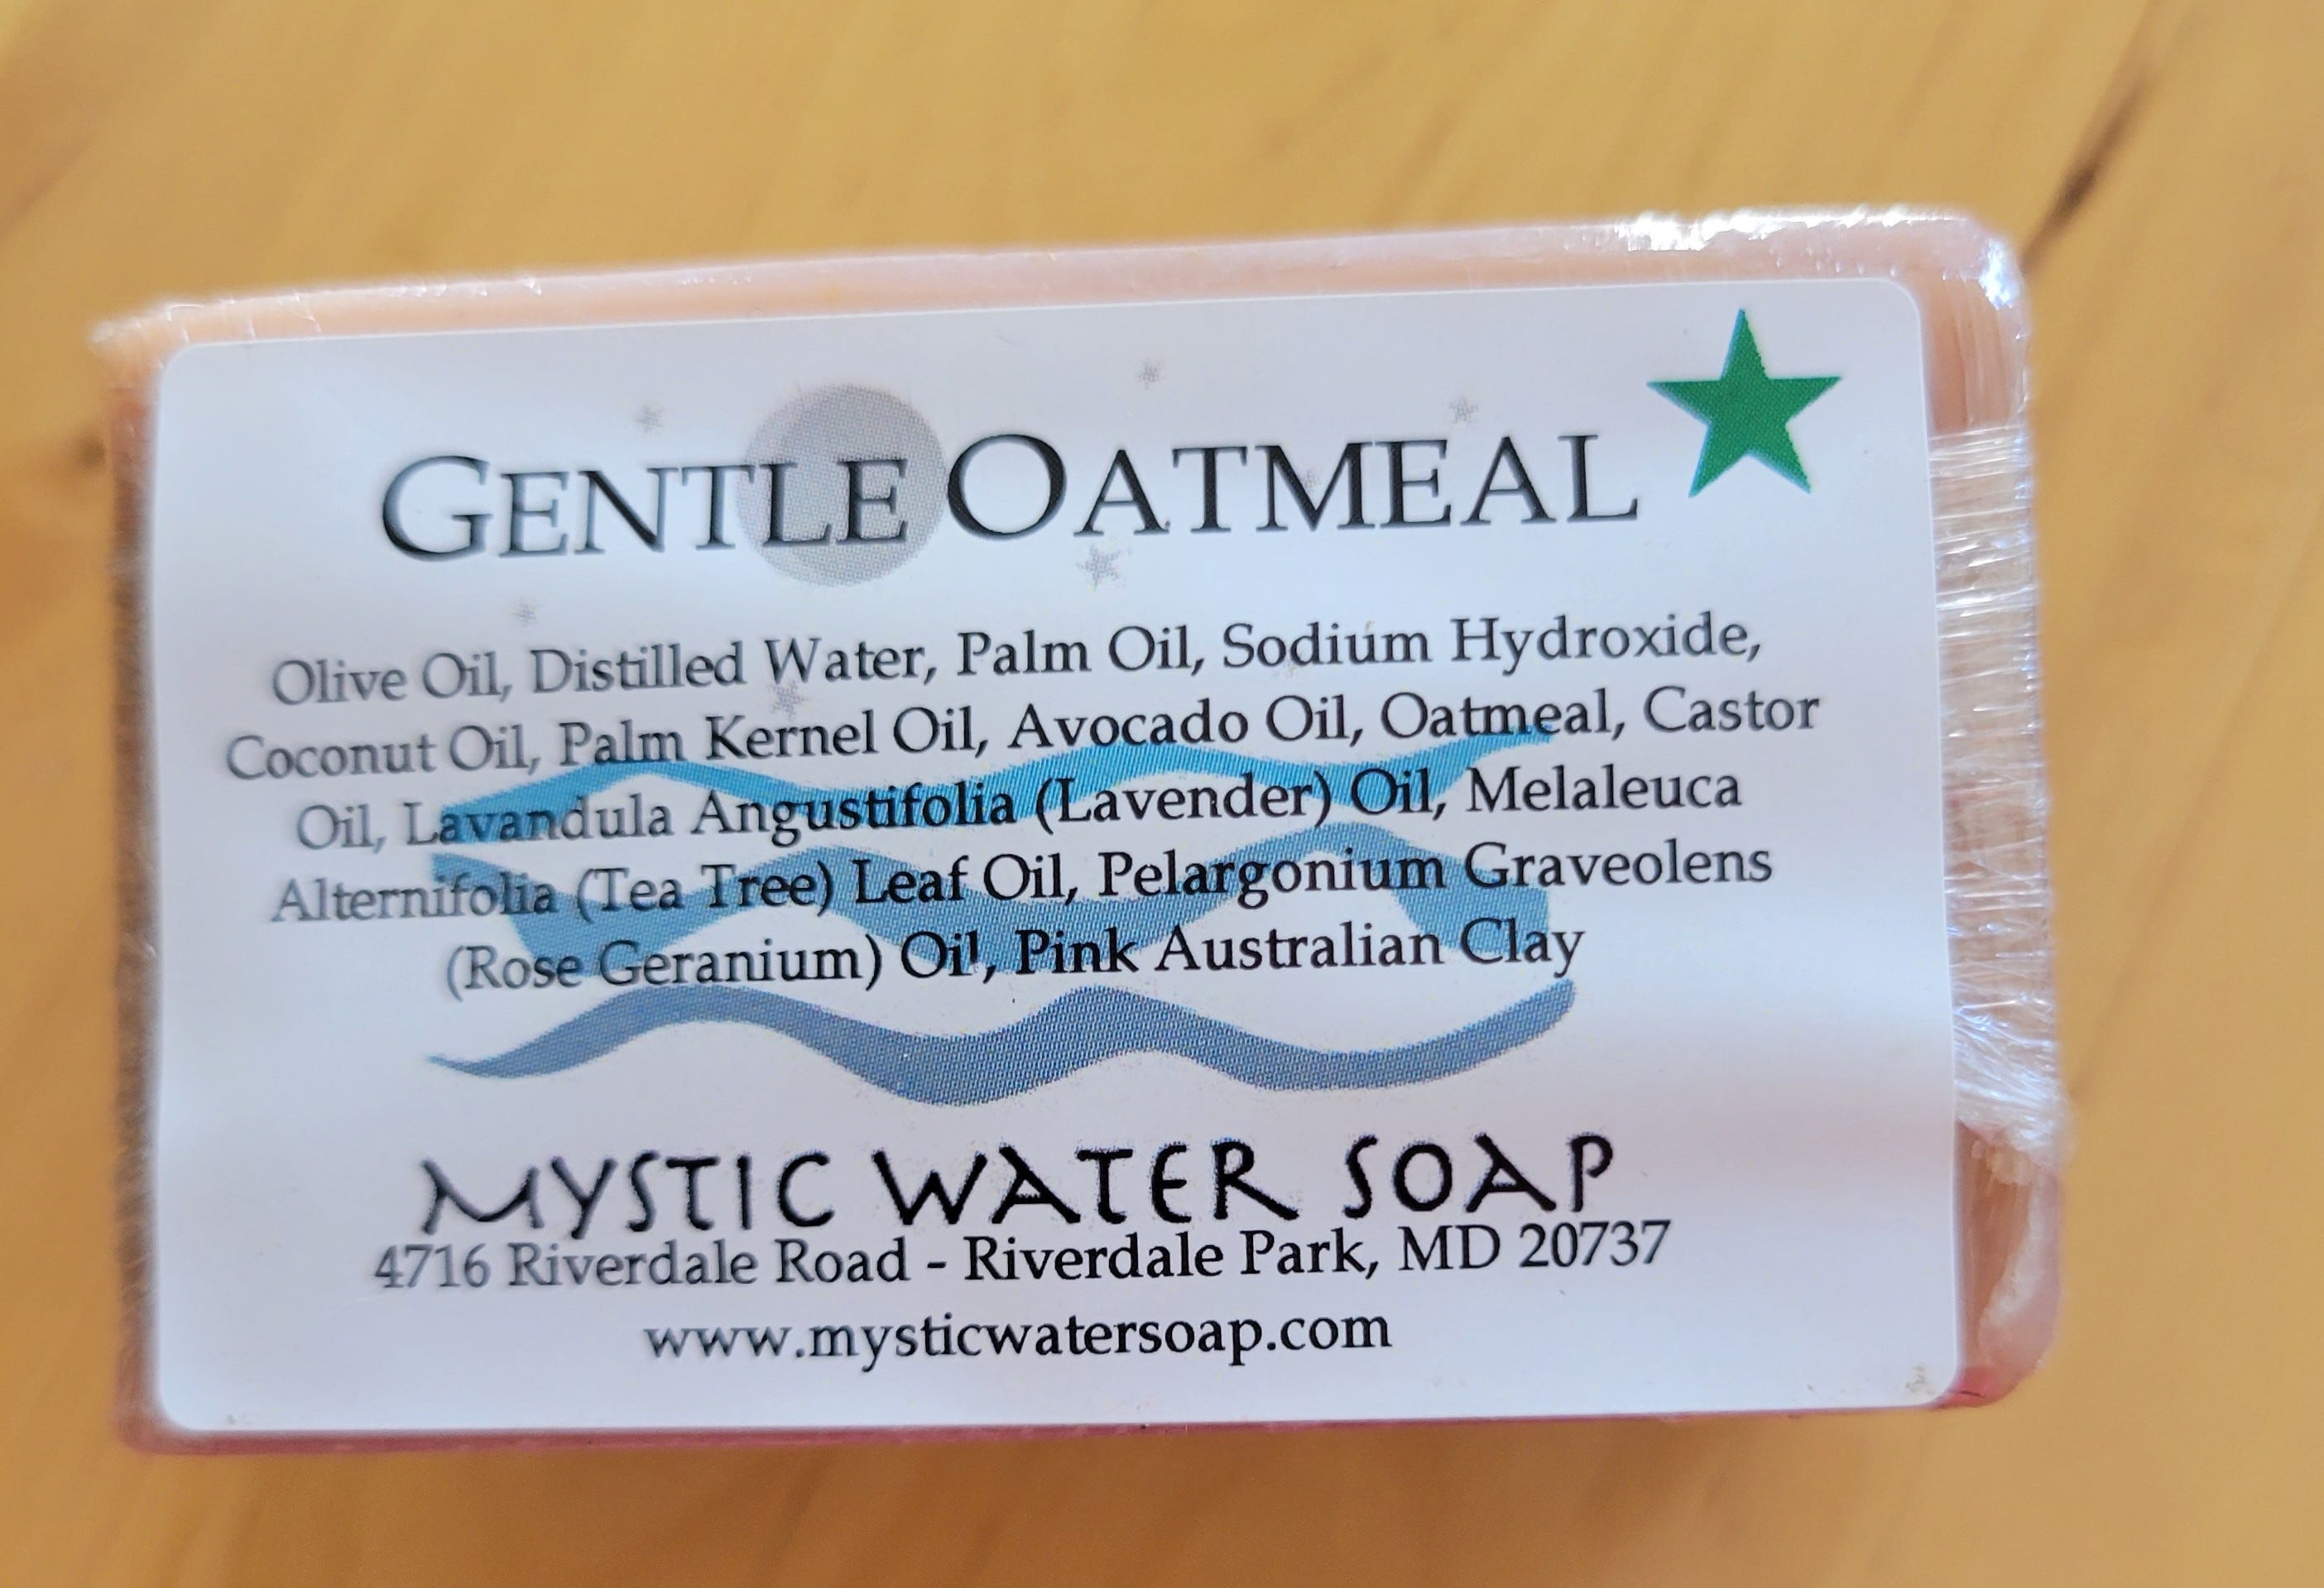 GENTLE OATMEAL
Olive Oil, Distilled Water, Palm Oil, Sodium Hydroxide,
Coconut Oil, Palm Kernel Oil, Avocado Oil, Oatmeal, Castor
Oil, Lavandula Angustifolia (Lavender) Oil, Melaleuca
Alternifolia (Tea Tree) Leaf Oil, Pelargonium Graveolens
(Rose Geranium) Oil, Pink Australian Clay
MYSTIC WATER SOAP
4716 Riverdale Road - Riverdale Park, MD 20737
www.mysticwatersoap.com